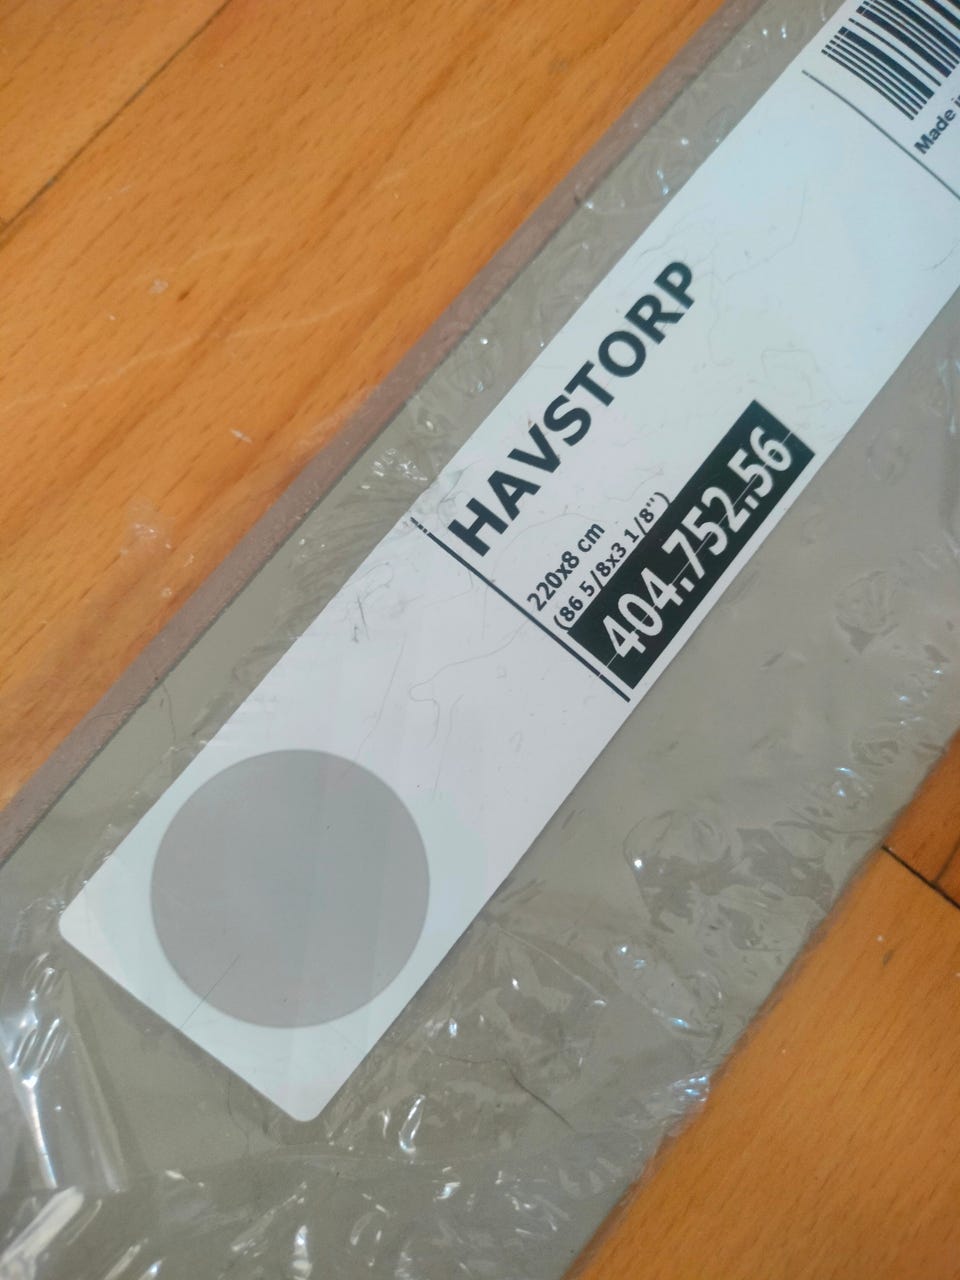 HAVSTORP
220x8 cm
(86 5/8x3 1/8")
404.752.56
Made